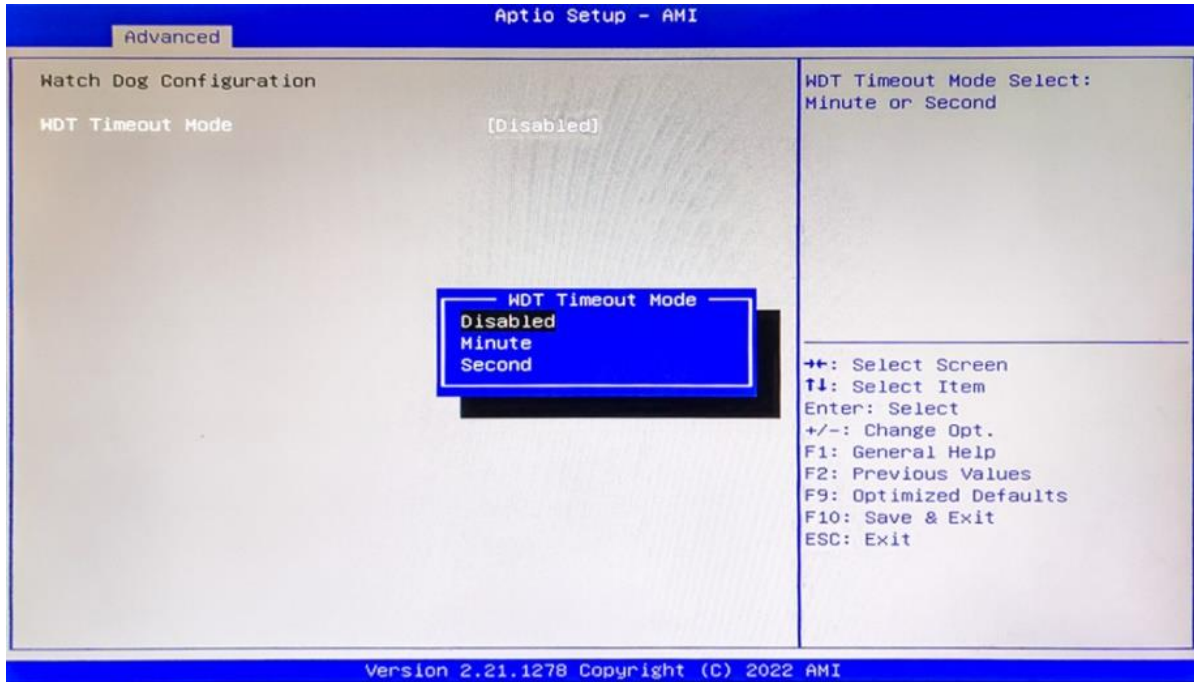 Aptio Setup – AMI
Advanced
Watch Dog Configuration
WDT Timeout Mode [Disabled]
WDT Timeout Mode Select:
Minute or Second
WDT Timeout Mode
Disabled
Minute
Second
→←: Select Screen
↑↓: Select Item
Enter: Select
+/-: Change Opt.
F1: General Help
F2: Previous Values
F9: Optimized Defaults
F10: Save & Exit
ESC: Exit
Version 2.21.1278 Copyright (C) 2022 AMI